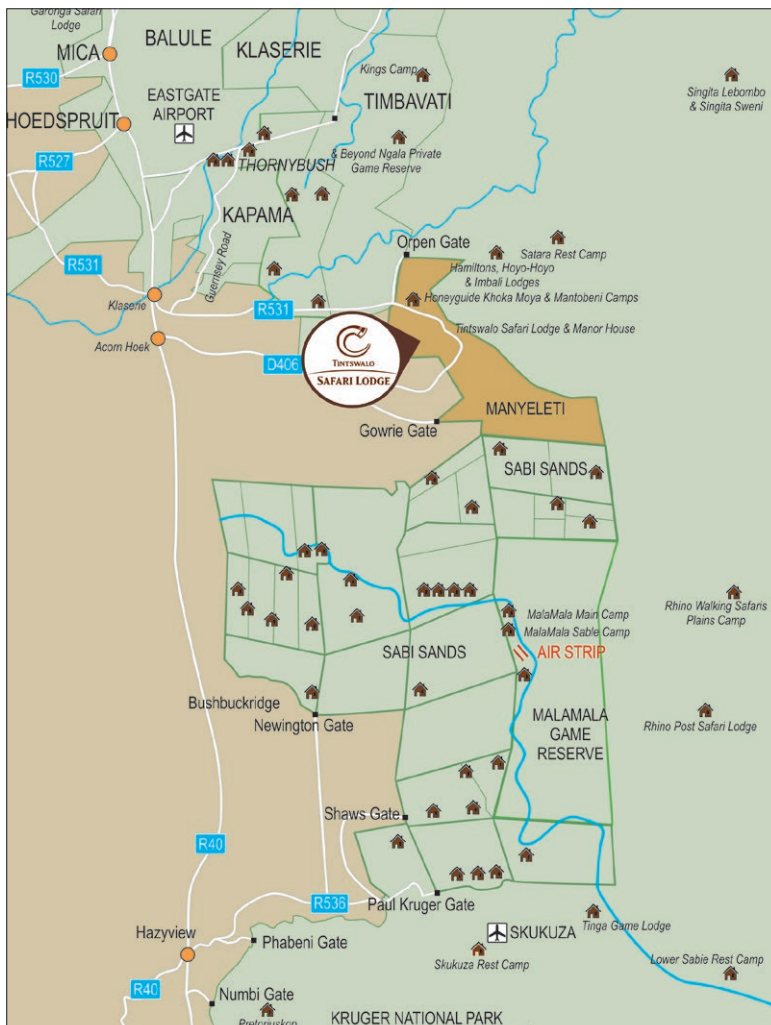 Garonga Safari
Lodge
MICA
BALULE
KLASERIE
R530
EASTGATE
AIRPORT
Kings Camp
TIMBAVATI
Singita Lebombo
& Singita Sweni
HOEDSPRUIT
R527
THORNYBUSH
& Beyond Ngala Private
Game Reserve
KAPAMA
Guernsey Road
Orpen Gate
Satara Rest Camp
Hamiltons, Hoyo-Hoyo
& Imbali Lodges
R531
Klaserie
R531
Honeyguide Khoka Moya & Mantobeni Camps
Tintswalo Safari Lodge & Manor House
Acorn Hoek
D406
TINTSWALO
SAFARI LODGE
MANYELETI
Gowrie Gate
SABI SANDS
Rhino Walking Safaris
Plains Camp
MalaMala Main Camp
MalaMala Sable Camp
SABI SANDS
AIR STRIP
Bushbuckridge
Newington Gate
MALAMALA
GAME
RESERVE
Rhino Post Safari Lodge
Shaws Gate
R40
R536
Paul Kruger Gate
Hazyview
Phabeni Gate
SKUKUZA
Tinga Game Lodge
Skukuza Rest Camp
Lower Sabie Rest Camp
R40
Numbi Gate
Pretoriuskop
KRUGER NATIONAL PARK